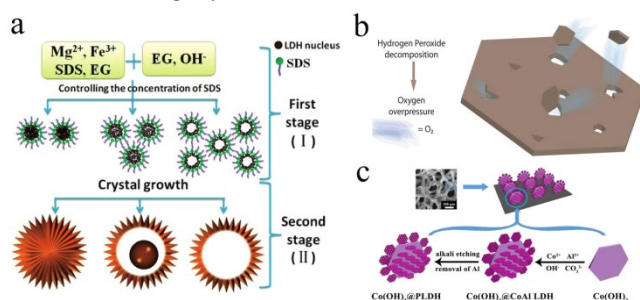 a
Mg²⁺, Fe³⁺
SDS, EG
+
EG, OH⁻
LDH nucleus
SDS
Controlling the concentration of SDS
First
stage
( I )
Crystal growth
Second
stage
( II )
b
Hydrogen Peroxide
decomposition
Oxygen
overpressure
= O₂
c
alkali etching
removal of Al
Co²⁺ Al³⁺
OH⁻ CO₃²⁻
Co(OH)₂@PLDH
Co(OH)₂@CoAl LDH
Co(OH)₂